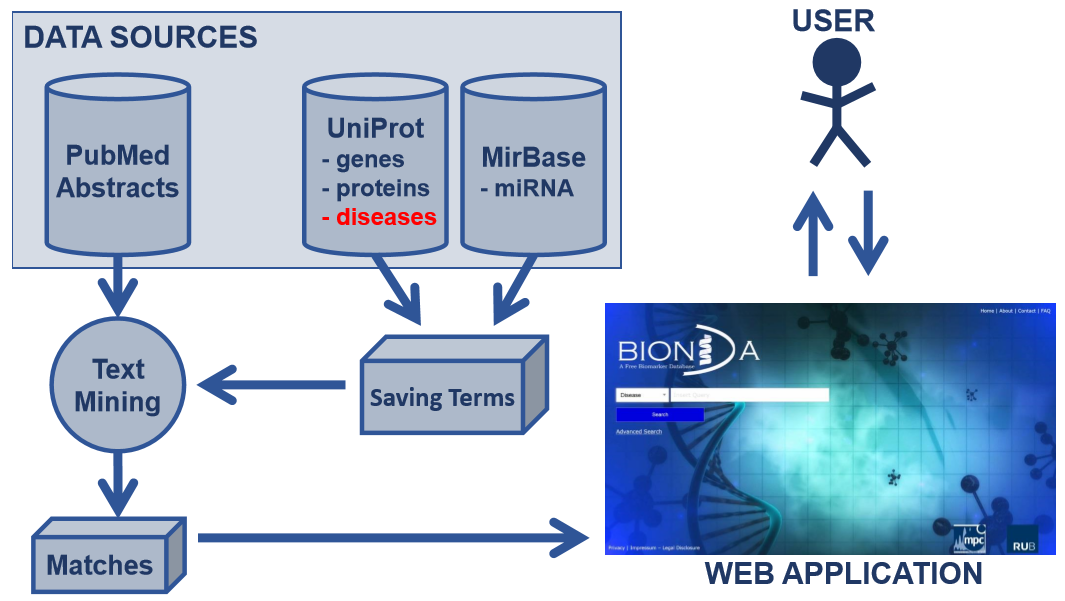 DATA SOURCES
PubMed
Abstracts
UniProt
- genes
- proteins
- diseases
MirBase
- miRNA
USER
Text
Mining
Saving Terms
Matches
Home | About | Contact | FAQ
BIONDA
A Free Biomarker Database
Disease
Search
Advanced Search
Privacy | Impressum - Legal Disclosure
mpc
RUB
WEB APPLICATION